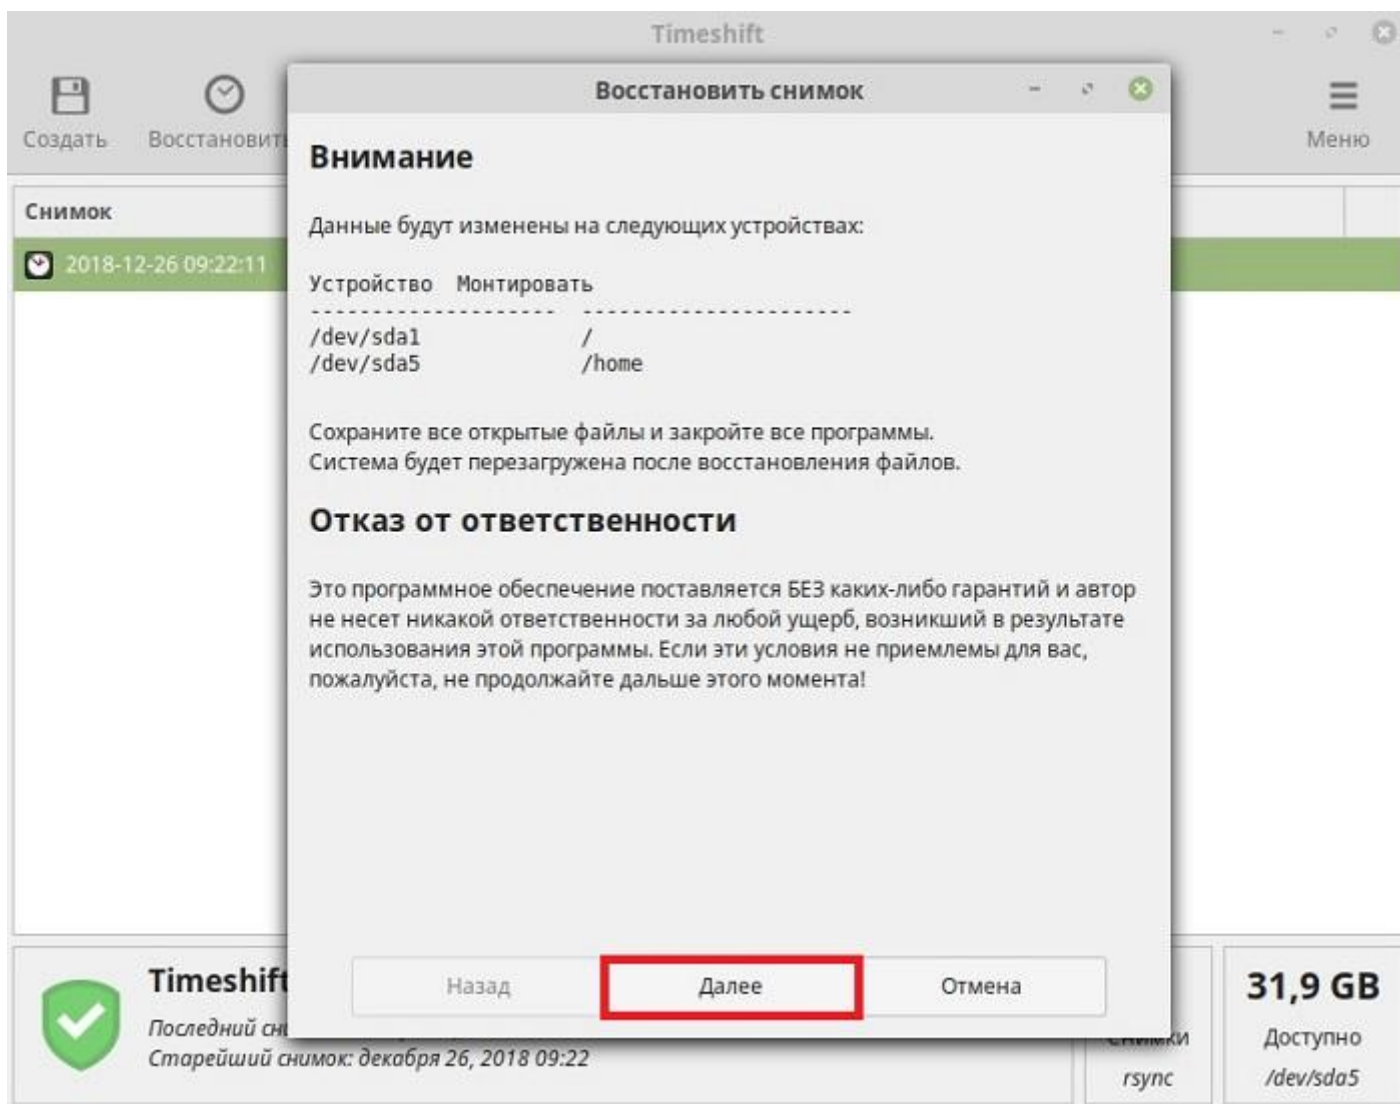 Timeshift
Создать
Восстановить
Меню
Снимок
2018-12-26 09:22:11
Восстановить снимок
Внимание
Данные будут изменены на следующих устройствах:
Устройство Монтировать
-------------------- ----------------------
/dev/sda1 /
/dev/sda5 /home
Сохраните все открытые файлы и закройте все программы.
Система будет перезагружена после восстановления файлов.
Отказ от ответственности
Это программное обеспечение поставляется БЕЗ каких-либо гарантий и автор
не несет никакой ответственности за любой ущерб, возникший в результате
использования этой программы. Если эти условия не приемлемы для вас,
пожалуйста, не продолжайте дальше этого момента!
Назад
Далее
Отмена
Timeshift
Последний
Старейший снимок: декабря 26, 2018 09:22
Снимки
rsync
31,9 GB
Доступно
/dev/sda5